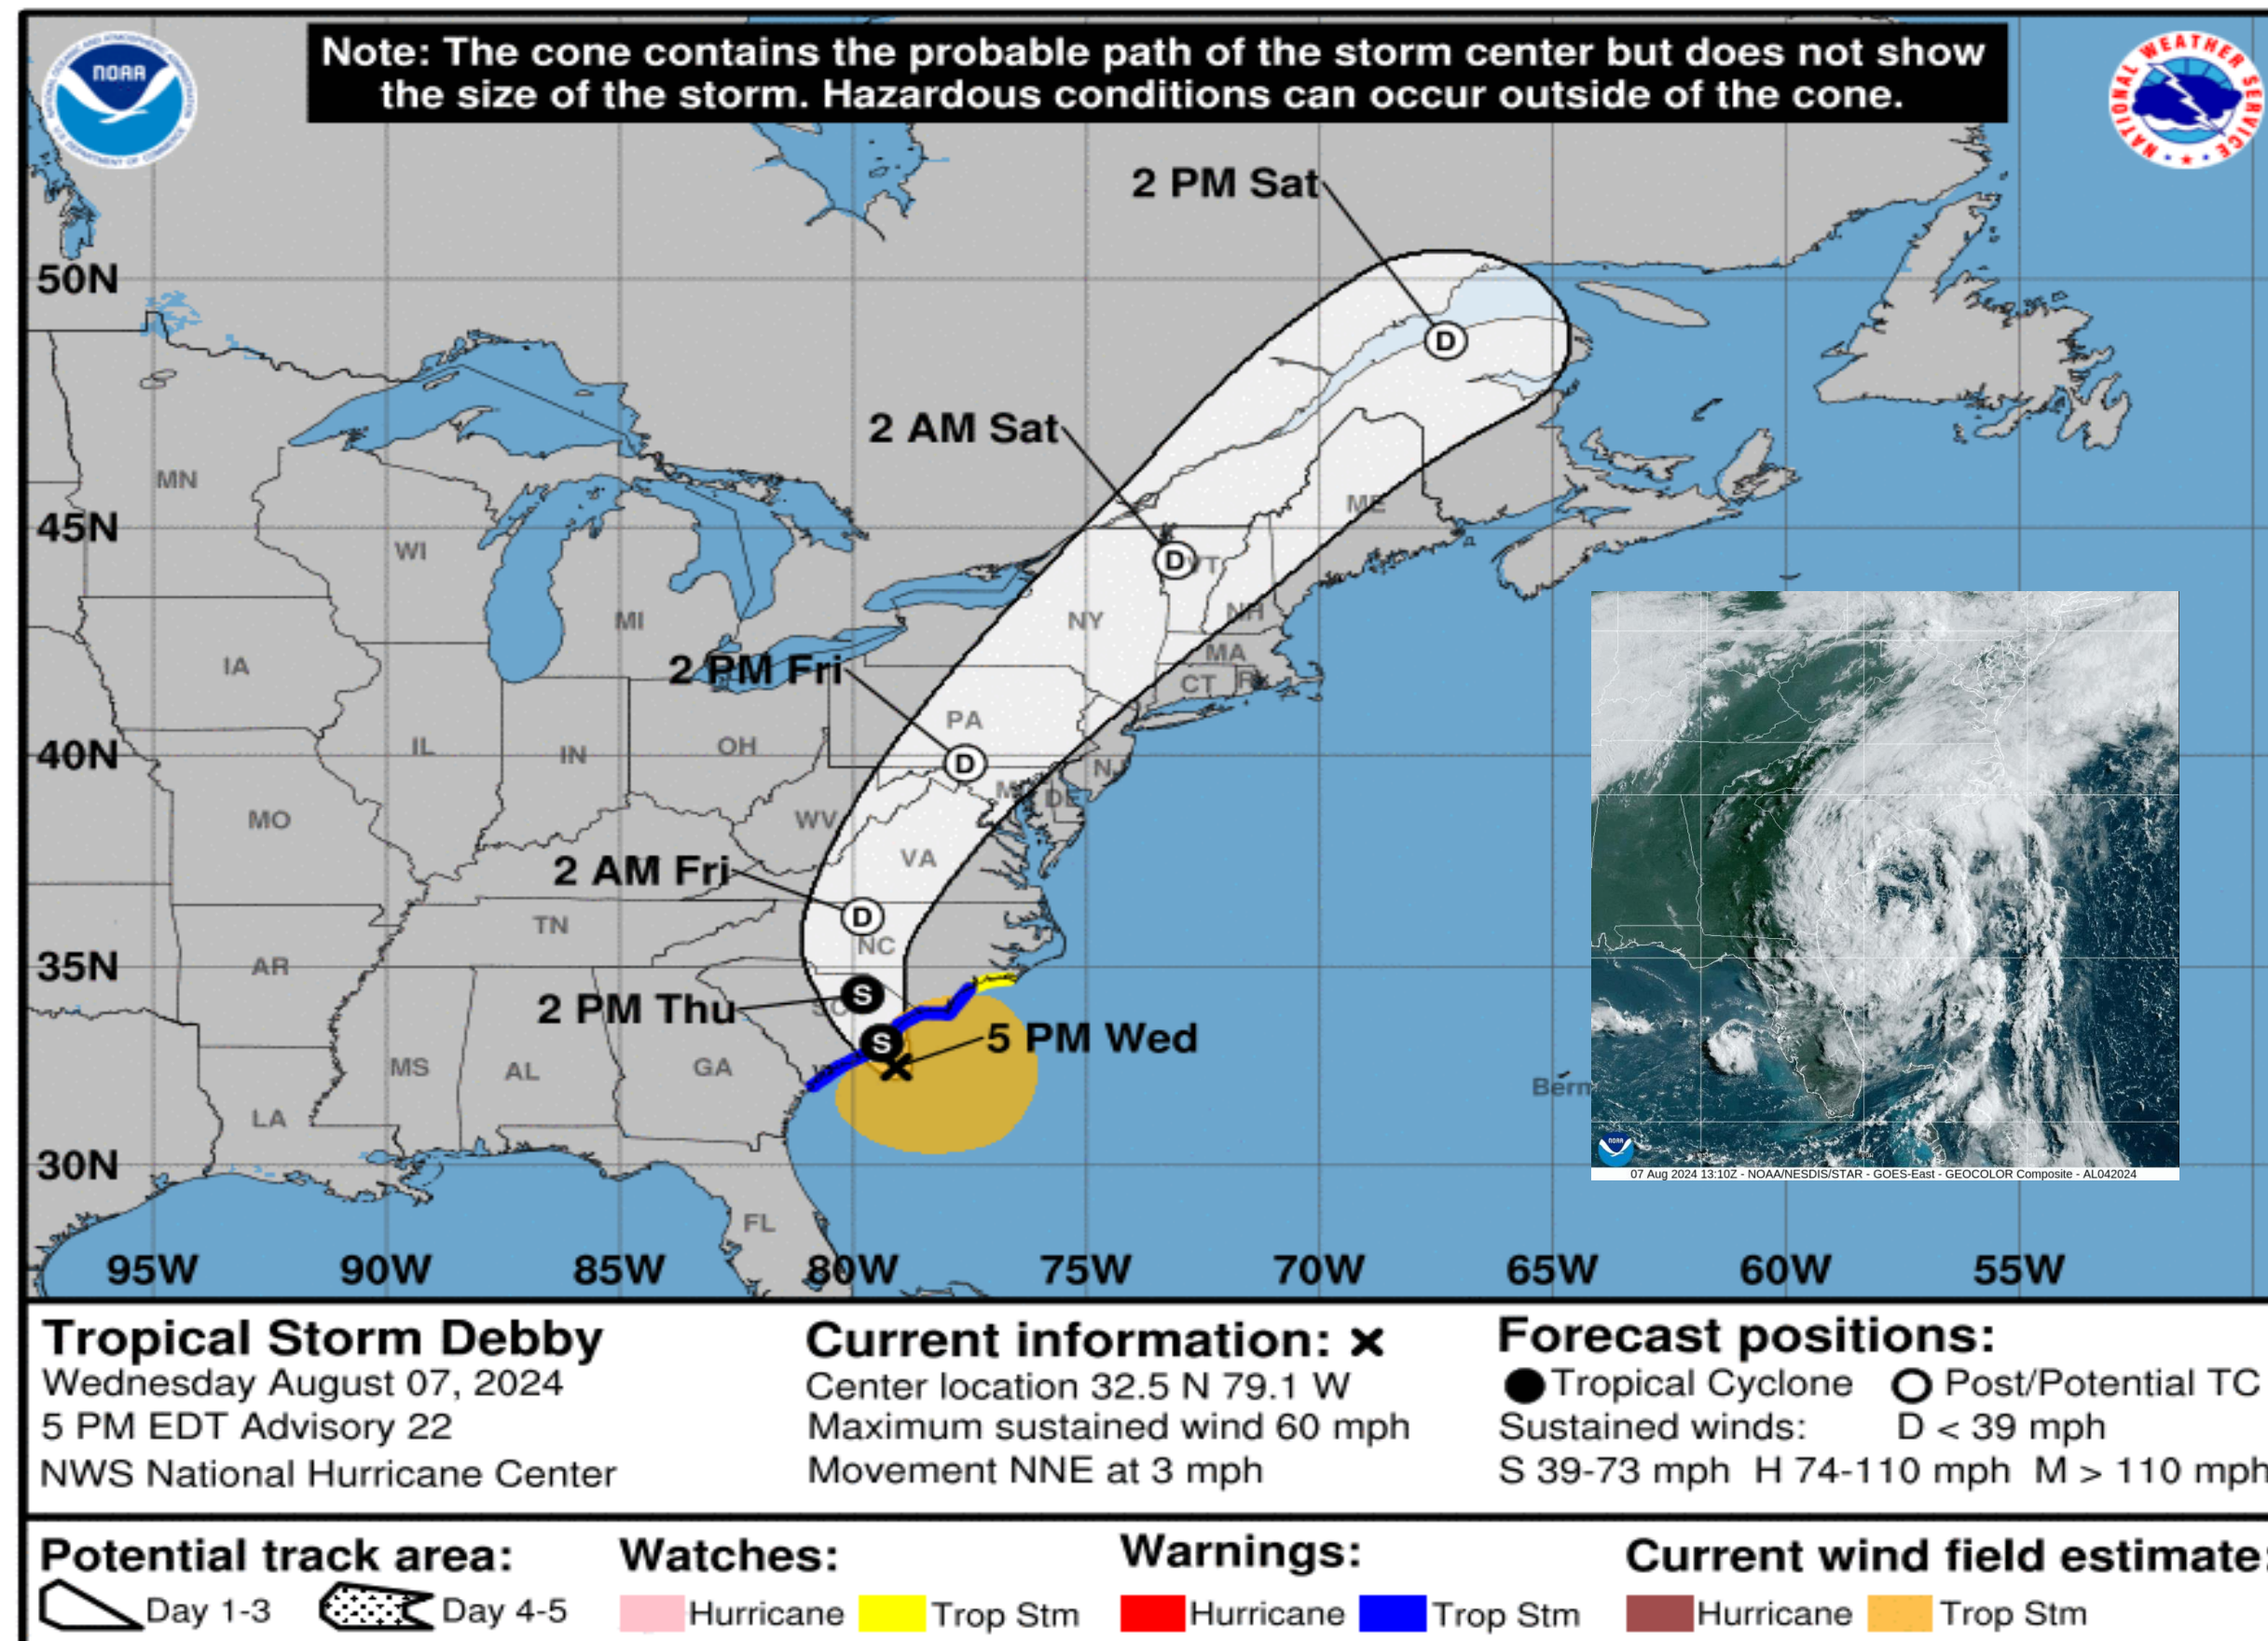 Note: The cone contains the probable path of the storm center but does not show
the size of the storm. Hazardous conditions can occur outside of the cone.
NOAA
NATIONAL WEATHER SERVICE
2 PM Sat
50N
D
2 AM Sat
MN
ME
45N
WI
D
VT
NY
NH
MI
MA
IA
2 PM Fri
CT
PA
IL
IN
OH
40N
D
NJ
DE
MO
WV
VA
2 AM Fri
D
TN
NC
AR
35N
2 PM Thu
S
SC
S
5 PM Wed
MS
AL
GA
LA
30N
FL
NOAA
07 Aug 2024 13:10Z - NOAA/NESDIS/STAR - GOES-East - GEOCOLOR Composite - AL042024
95W 90W 85W 80W 75W 70W 65W 60W 55W
Tropical Storm Debby
Wednesday August 07, 2024
5 PM EDT Advisory 22
NWS National Hurricane Center
Current information: x
Center location 32.5 N 79.1 W
Maximum sustained wind 60 mph
Movement NNE at 3 mph
Forecast positions:
Tropical Cyclone Post/Potential TC
Sustained winds: D < 39 mph
S 39-73 mph H 74-110 mph M > 110 mph
Potential track area:
Day 1-3 Day 4-5
Watches:
Hurricane Trop Stm
Warnings:
Hurricane Trop Stm
Current wind field estimate:
Hurricane Trop Stm